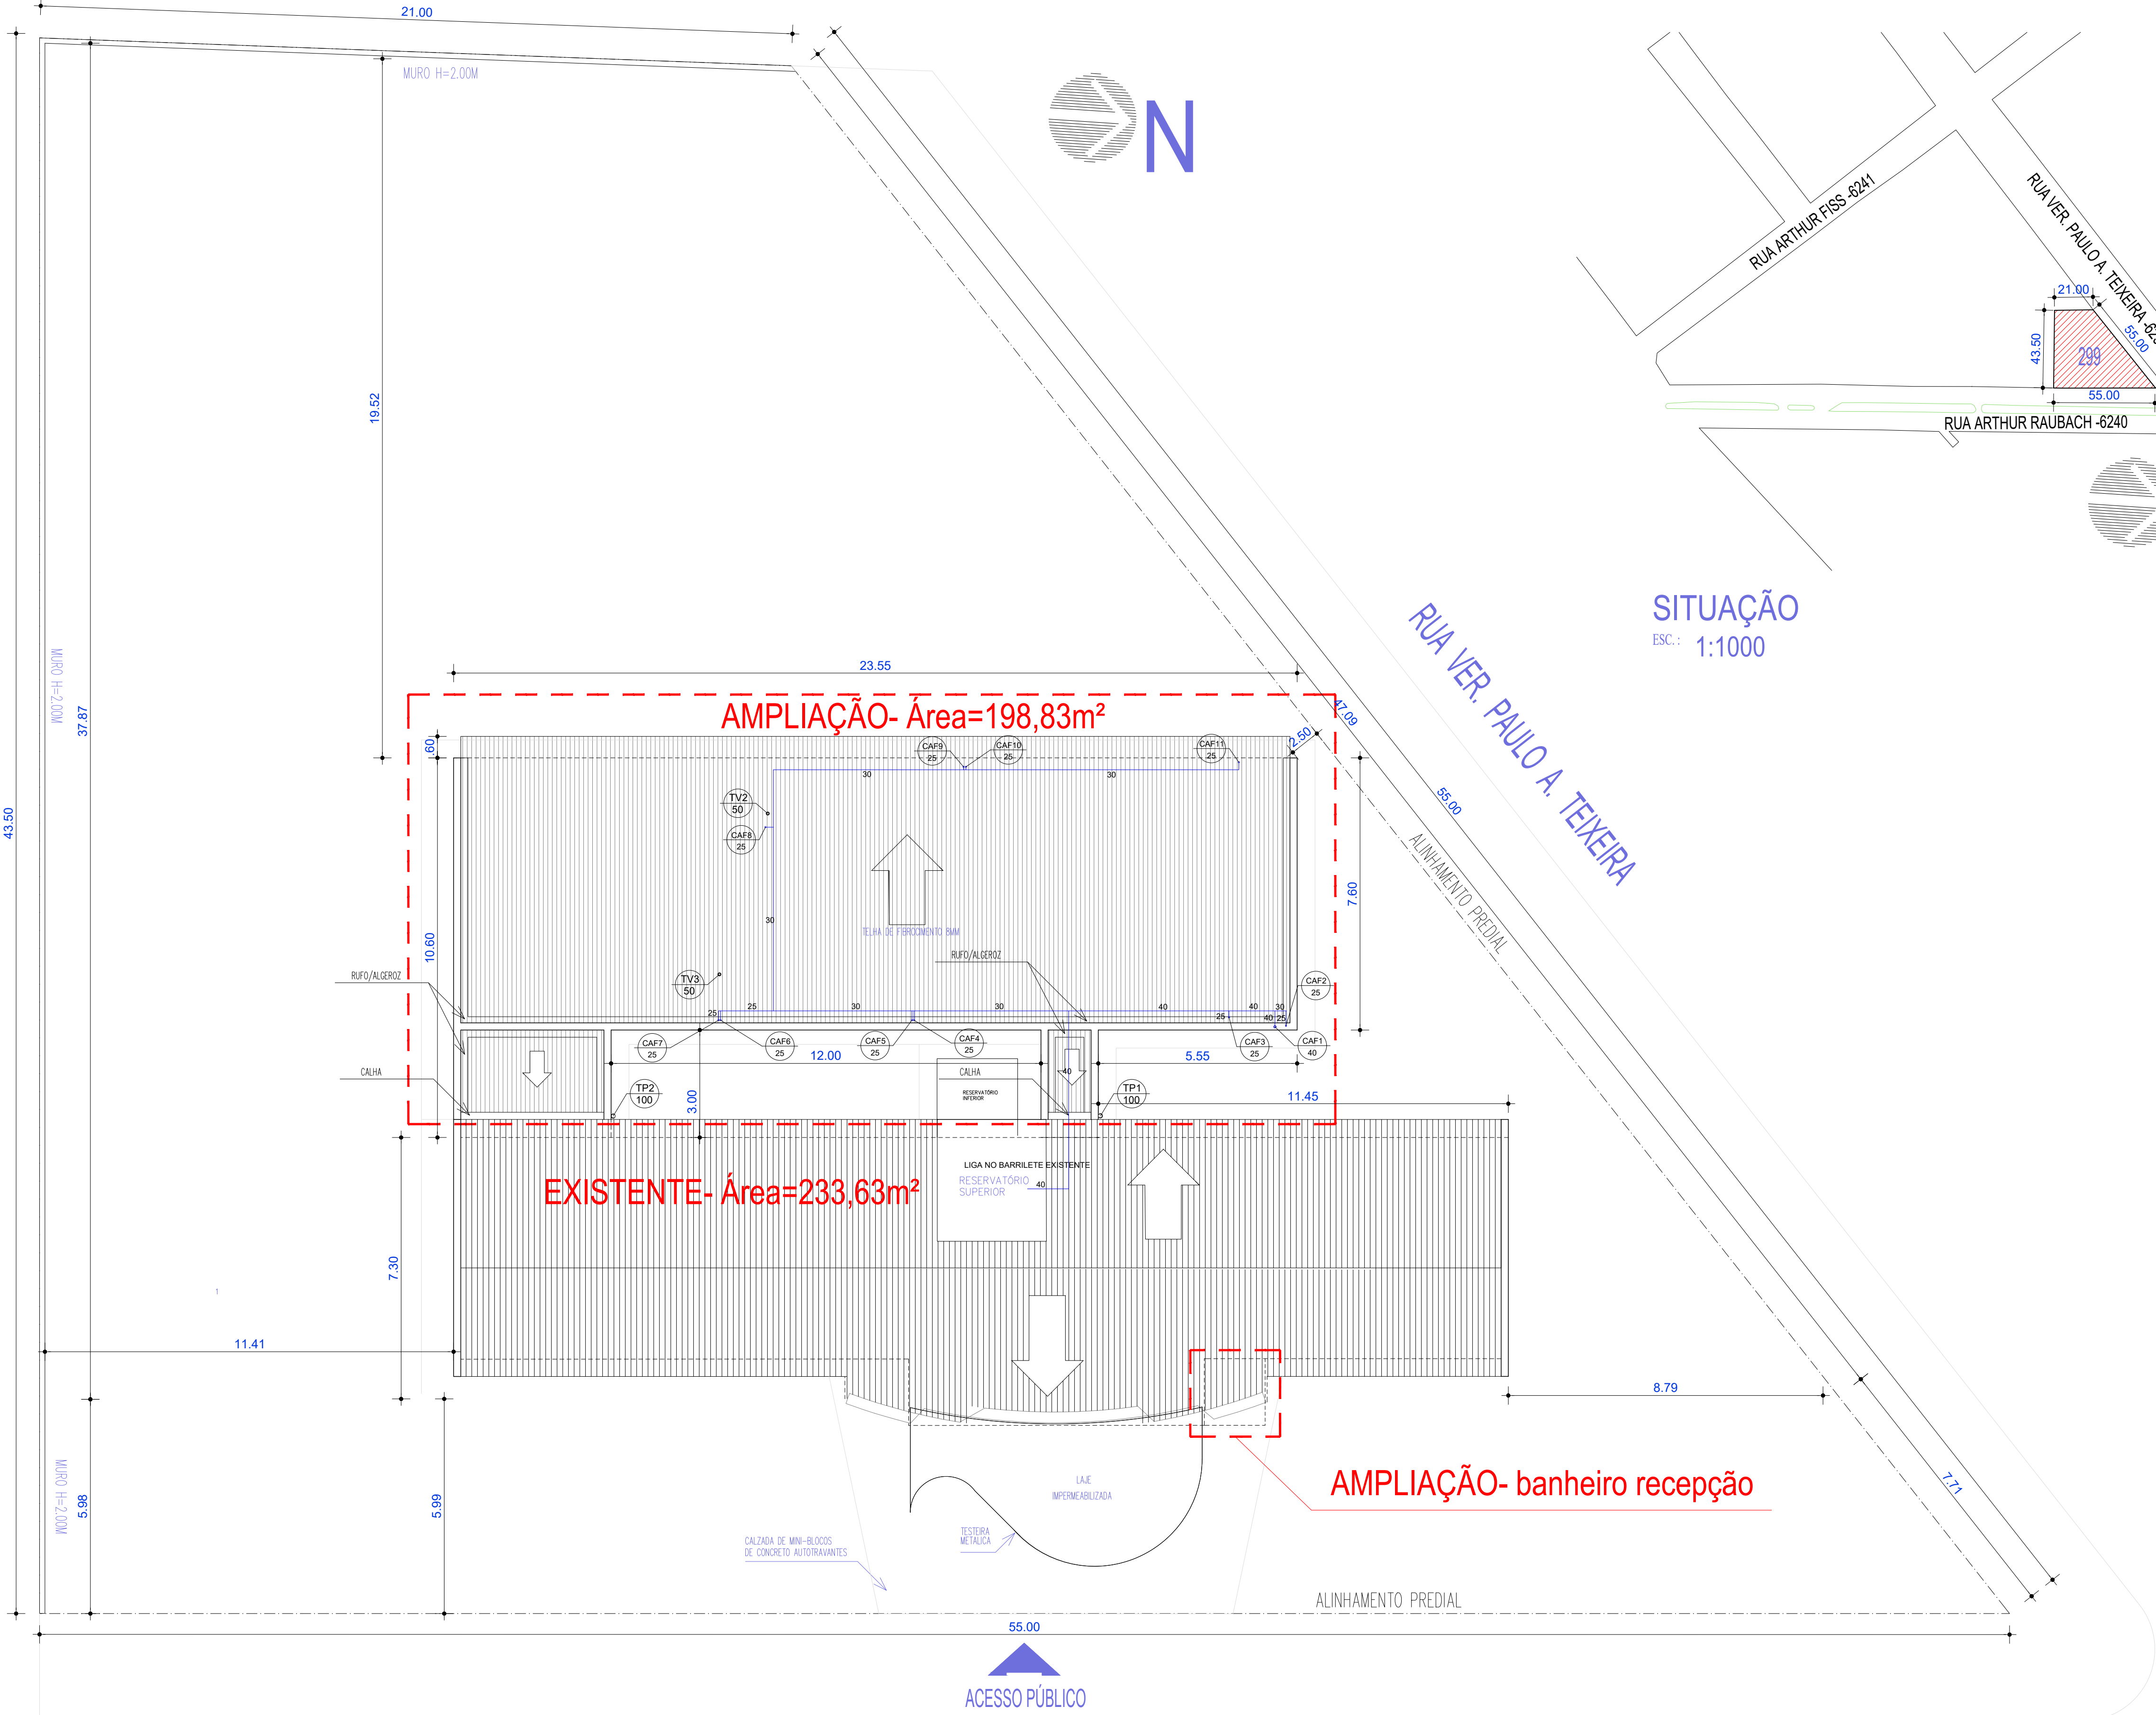 21.00
MURO H=2.00M
N
19.52
43.50
37.87
MURO H=2.00M
RUA ARTHUR FISS -6241
RUA VER. PAULO A. TEIXEIRA
21.00
43.50
299
55.00
55.00
RUA ARTHUR RAUBACH -6240
SITUAÇÃO
ESC.: 1:1000
RUA VER. PAULO A. TEIXEIRA
23.55
47.09
55.00
2.50
AMPLIAÇÃO- Área=198,83m²
.60
CAF9
25
CAF10
25
CAF11
25
30
30
TV2
50
CAF8
25
30
TELHA DE FIBROCIMENTO 8MM
ALINHAMENTO PREDIAL
7.60
10.60
RUFO/ALGEROZ
RUFO/ALGEROZ
TV3
50
CAF2
25
25
30
30
40
40
30
25
25
40
25
CAF7
25
CAF6
25
CAF5
25
CAF4
25
CAF3
25
CAF1
40
12.00
5.55
CALHA
CALHA
40
RESERVATÓRIO
INFERIOR
TP2
100
3.00
TP1
100
11.45
LIGA NO BARRILETE EXISTENTE
RESERVATÓRIO
SUPERIOR
40
EXISTENTE- Área=233,63m²
7.30
1
11.41
8.79
AMPLIAÇÃO- banheiro recepção
7.71
MURO H=2.00M
5.98
5.99
LAJE
IMPERMEABILIZADA
TESTEIRA
METALICA
CALZADA DE MINI-BLOCOS
DE CONCRETO AUTOTRAVANTES
ALINHAMENTO PREDIAL
55.00
ACESSO PÚBLICO